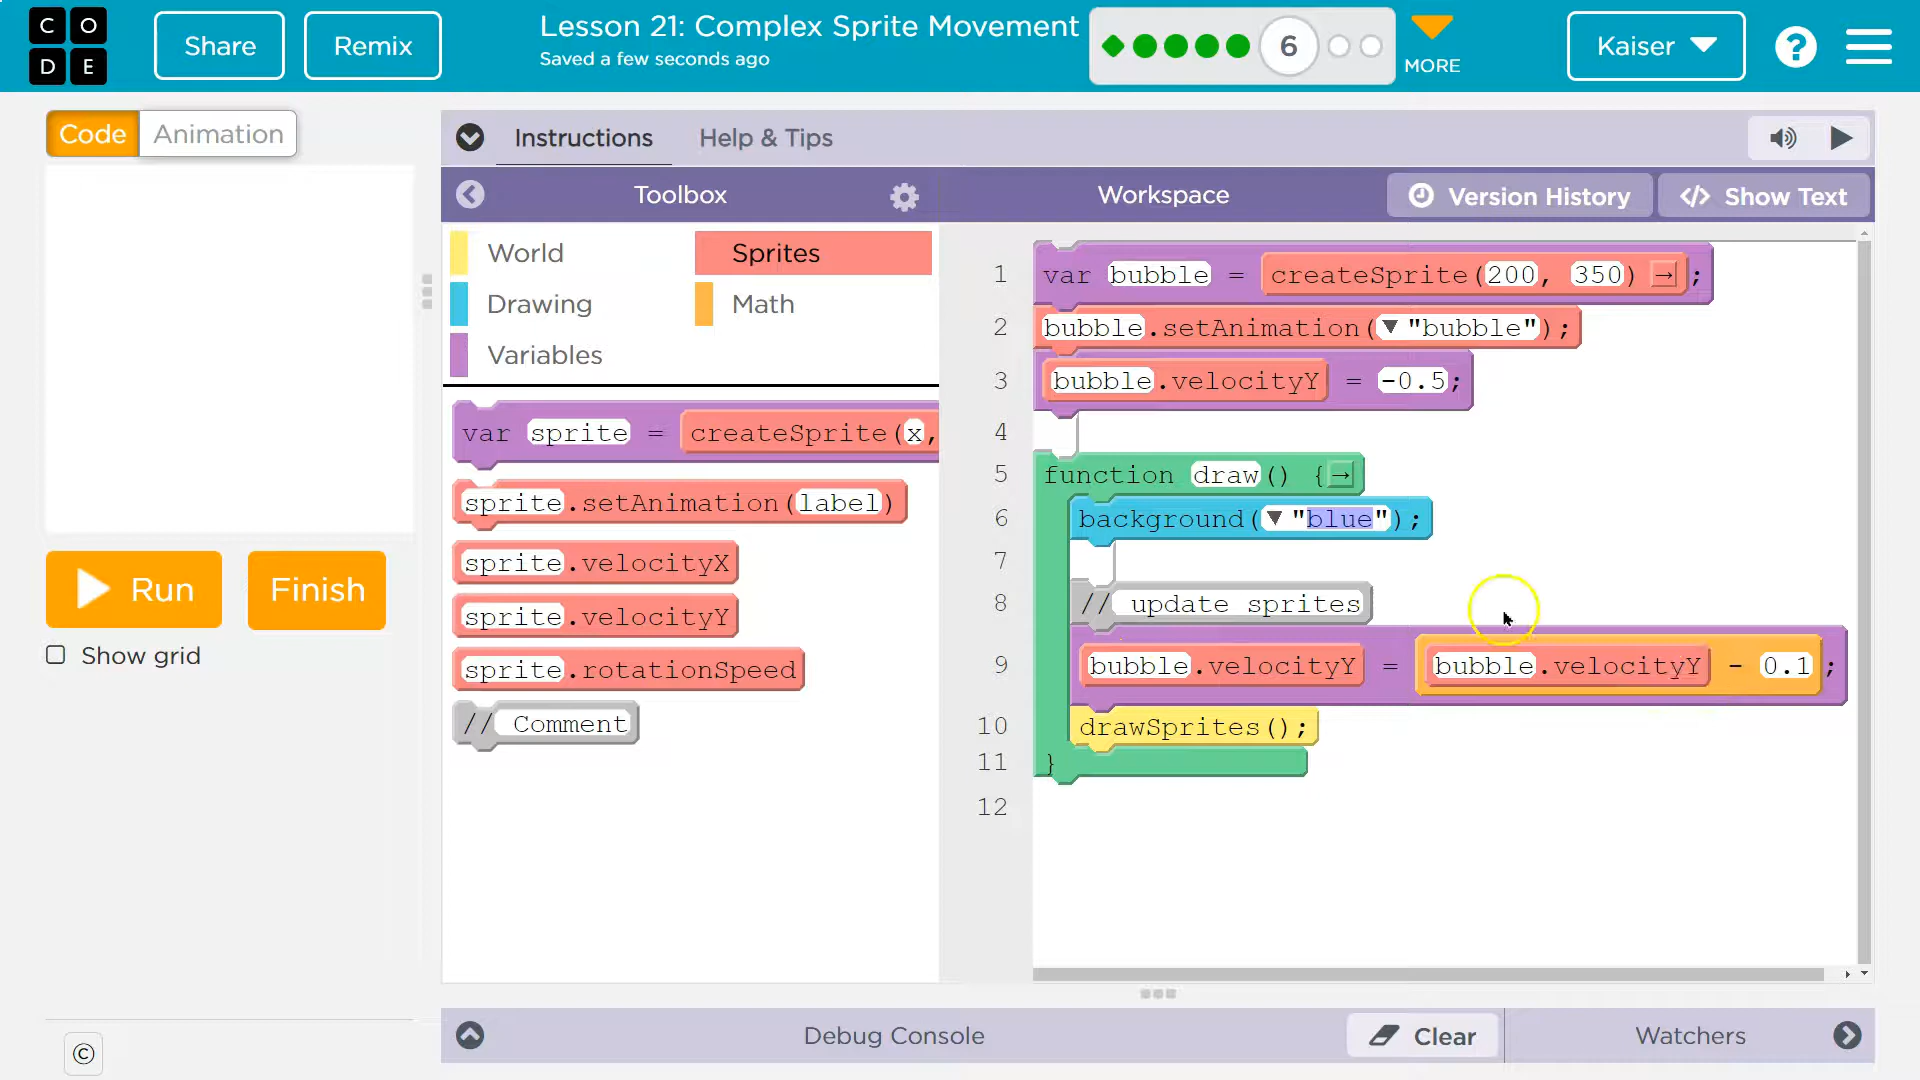 CODE
Share
Remix
Lesson 21: Complex Sprite Movement
Saved a few seconds ago
6
MORE
Kaiser
?
Code
Animation
Instructions
Help & Tips
Toolbox
Workspace
Version History
</> Show Text
World
Sprites
Drawing
Math
Variables
var sprite = createSprite(x,
sprite.setAnimation(label)
sprite.velocityX
sprite.velocityY
sprite.rotationSpeed
// Comment
1 var bubble = createSprite(200, 350) → ;
2 bubble.setAnimation(▼ "bubble");
3 bubble.velocityY = -0.5;
4
5 function draw() { →
6 background(▼ "blue");
7
8 // update sprites
9 bubble.velocityY = bubble.velocityY - 0.1 ;
10 drawSprites();
11 }
12
Run
Finish
Show grid
©
Debug Console
Clear
Watchers